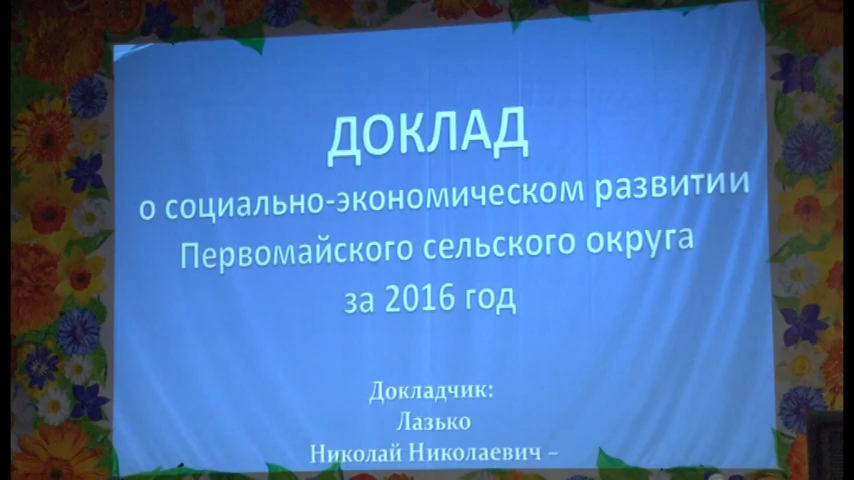 ДОКЛАД
о социально-экономическом развитии
Первомайского сельского округа
за 2016 год
Докладчик:
Лазько
Николай Николаевич –